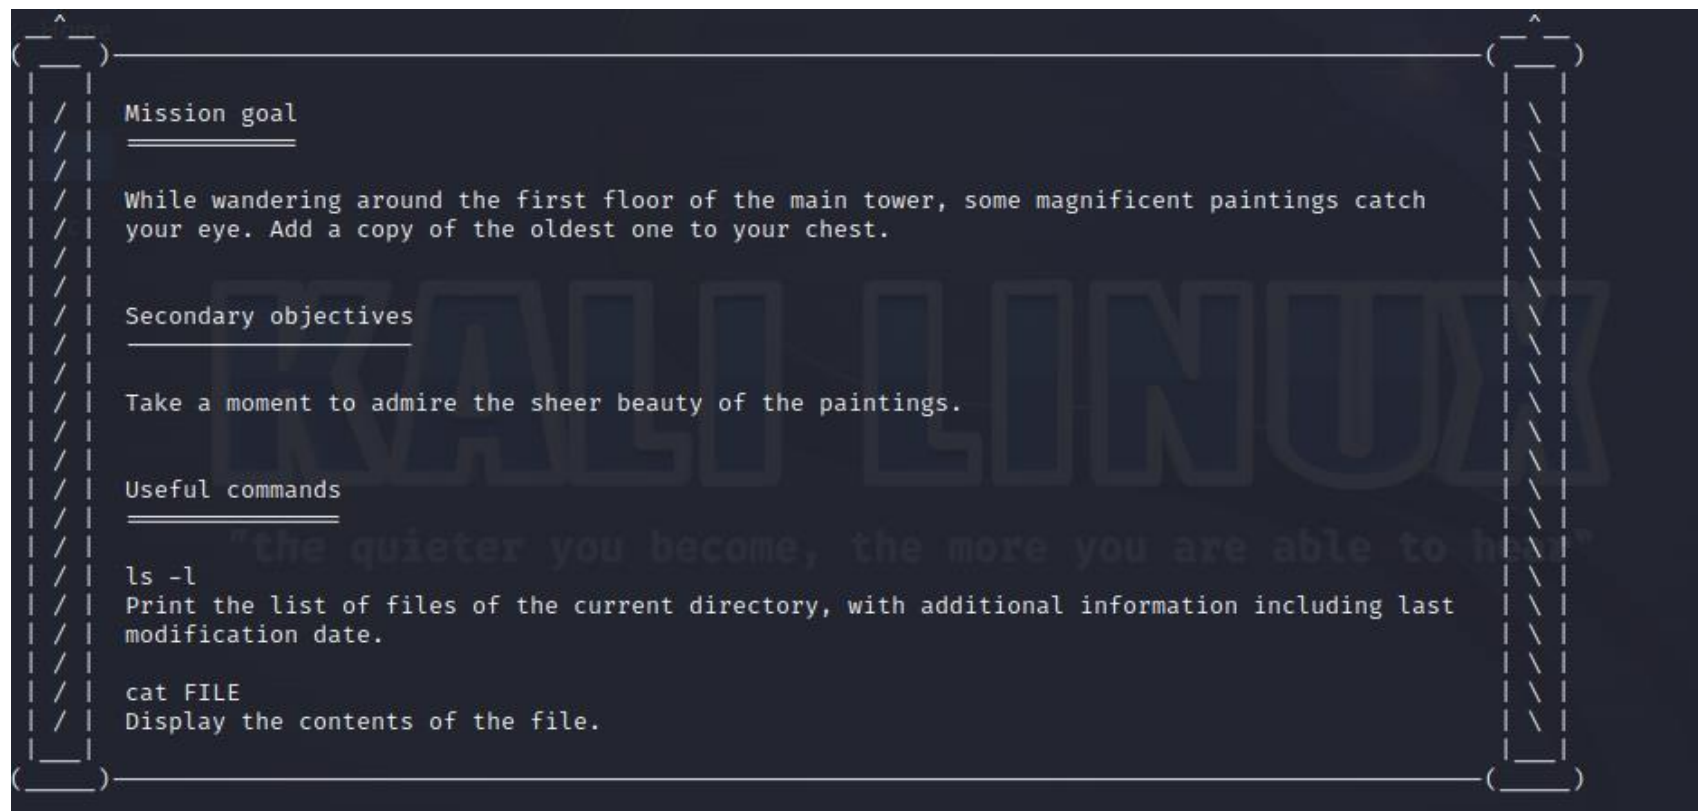 Mission goal
While wandering around the first floor of the main tower, some magnificent paintings catch
your eye. Add a copy of the oldest one to your chest.
Secondary objectives
Take a moment to admire the sheer beauty of the paintings.
KALI LINUX
Useful commands
"the quieter you become, the more you are able to hear"
ls -l
Print the list of files of the current directory, with additional information including last
modification date.
cat FILE
Display the contents of the file.